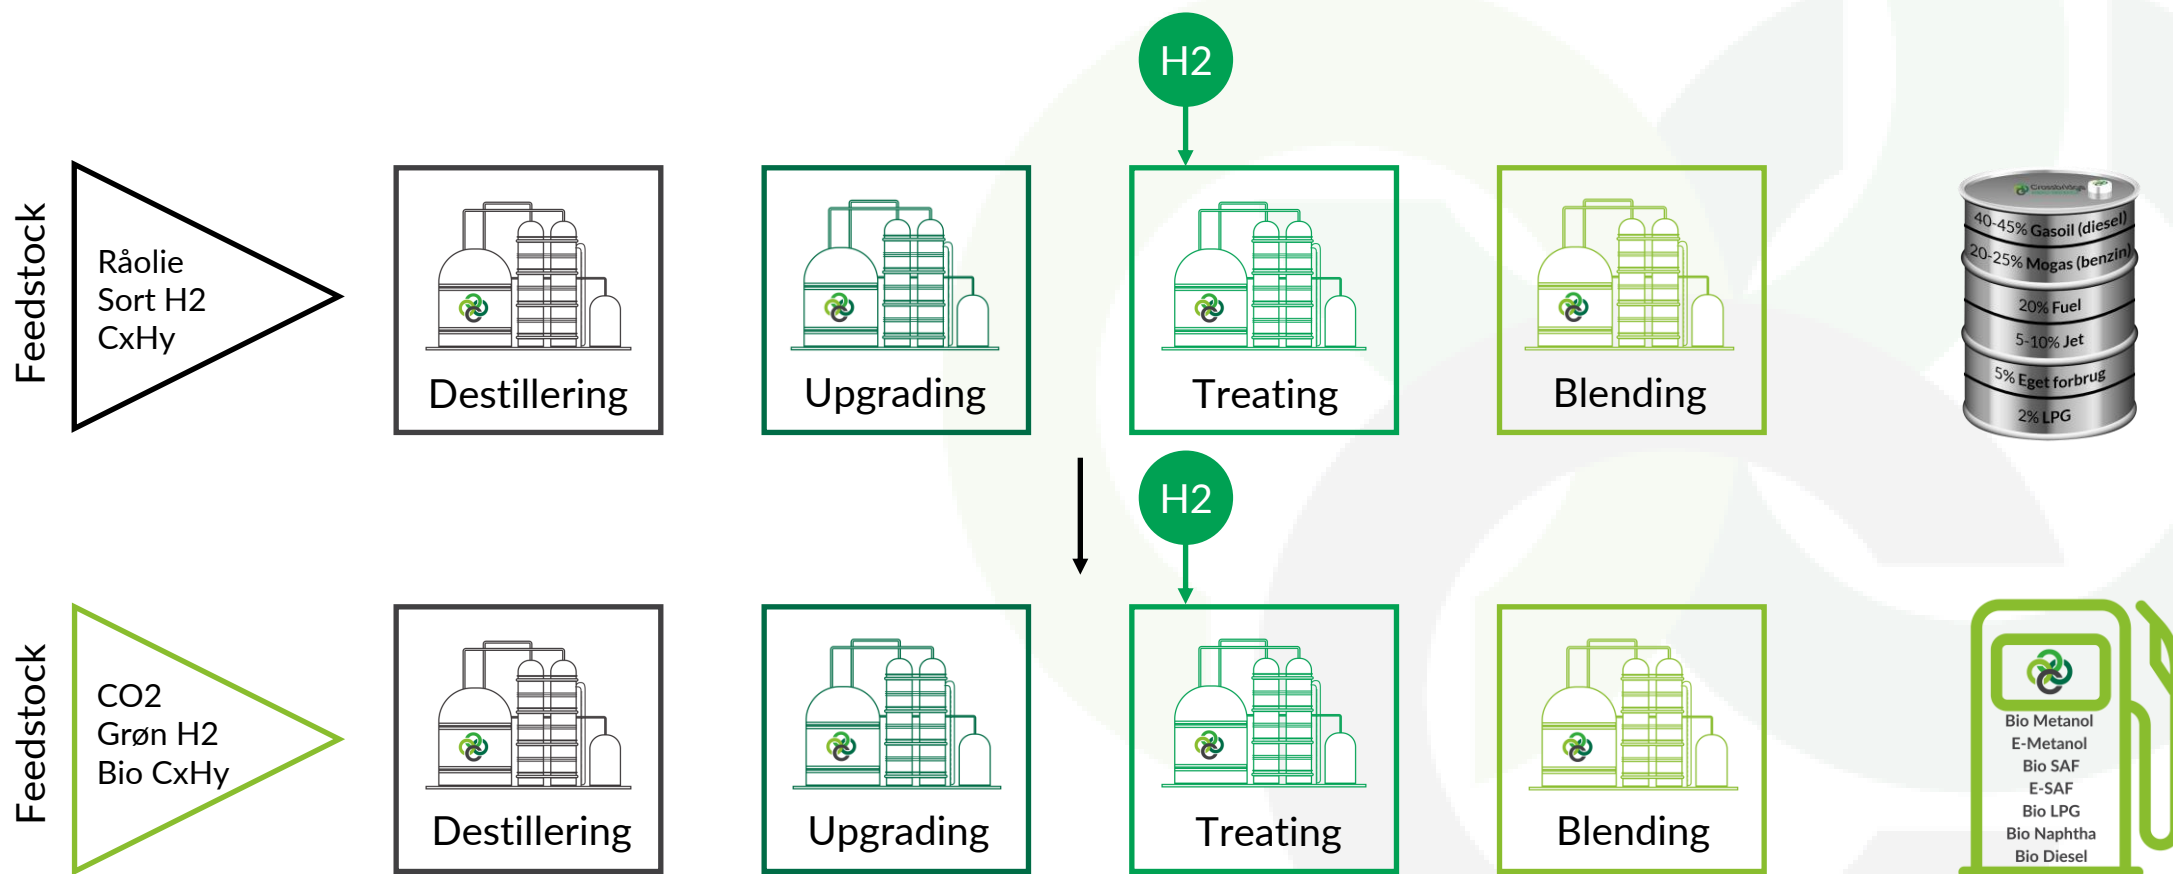 H2
Feedstock
Råolie
Sort H2
CxHy
Destillering
Upgrading
Treating
Blending
Crossbridge
40-45% Gasoil (diesel)
20-25% Mogas (benzin)
20% Fuel
5-10% Jet
5% Eget forbrug
2% LPG
H2
Feedstock
CO2
Grøn H2
Bio CxHy
Destillering
Upgrading
Treating
Blending
Bio Metanol
E-Metanol
Bio SAF
E-SAF
Bio LPG
Bio Naphtha
Bio Diesel